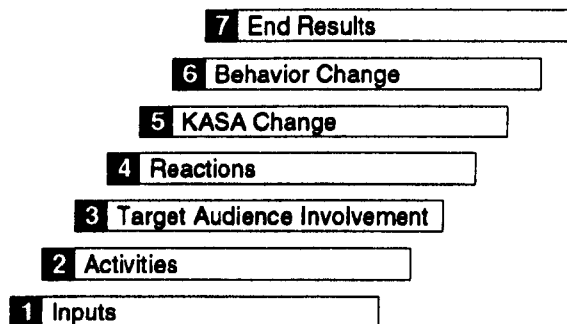 7 End Results
6 Behavior Change
5 KASA Change
4 Reactions
3 Target Audience Involvement
2 Activities
1 Inputs